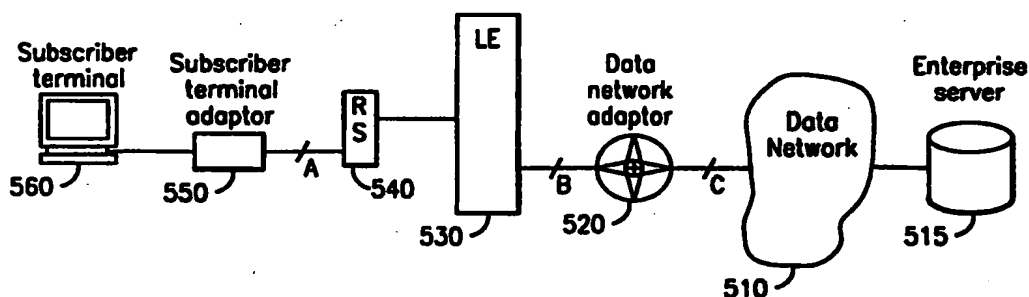 Subscriber
terminal
560
Subscriber
terminal
adaptor
550
A
R
S
540
LE
530
B
Data
network
adaptor
520
C
Data
Network
510
Enterprise
server
515